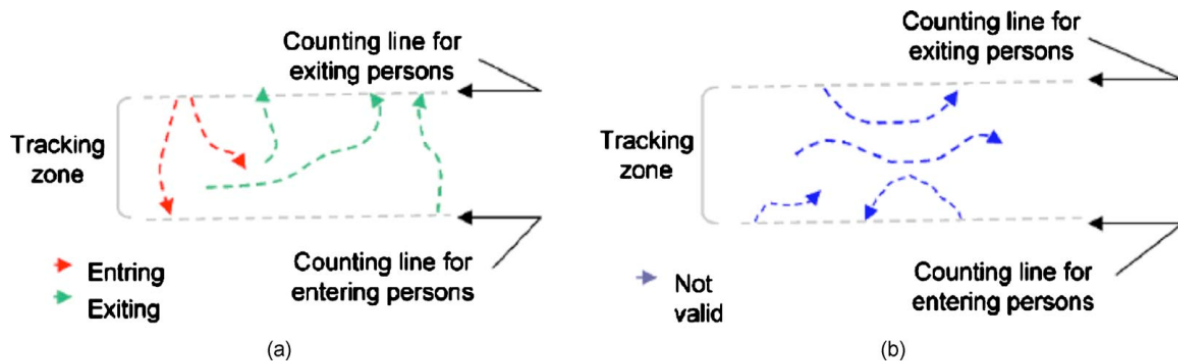 Counting line for
exiting persons
Tracking
zone
Counting line for
entering persons
Entring
Exiting
(a)
Counting line for
exiting persons
Tracking
zone
Counting line for
entering persons
Not
valid
(b)